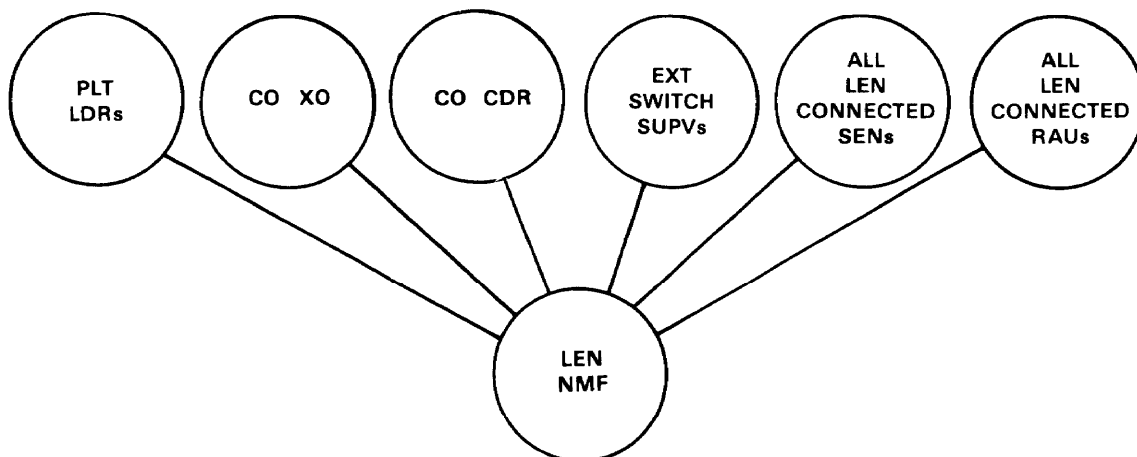 PLT
LDRs
CO XO
CO CDR
EXT
SWITCH
SUPVs
ALL
LEN
CONNECTED
SENs
ALL
LEN
CONNECTED
RAUs
LEN
NMF